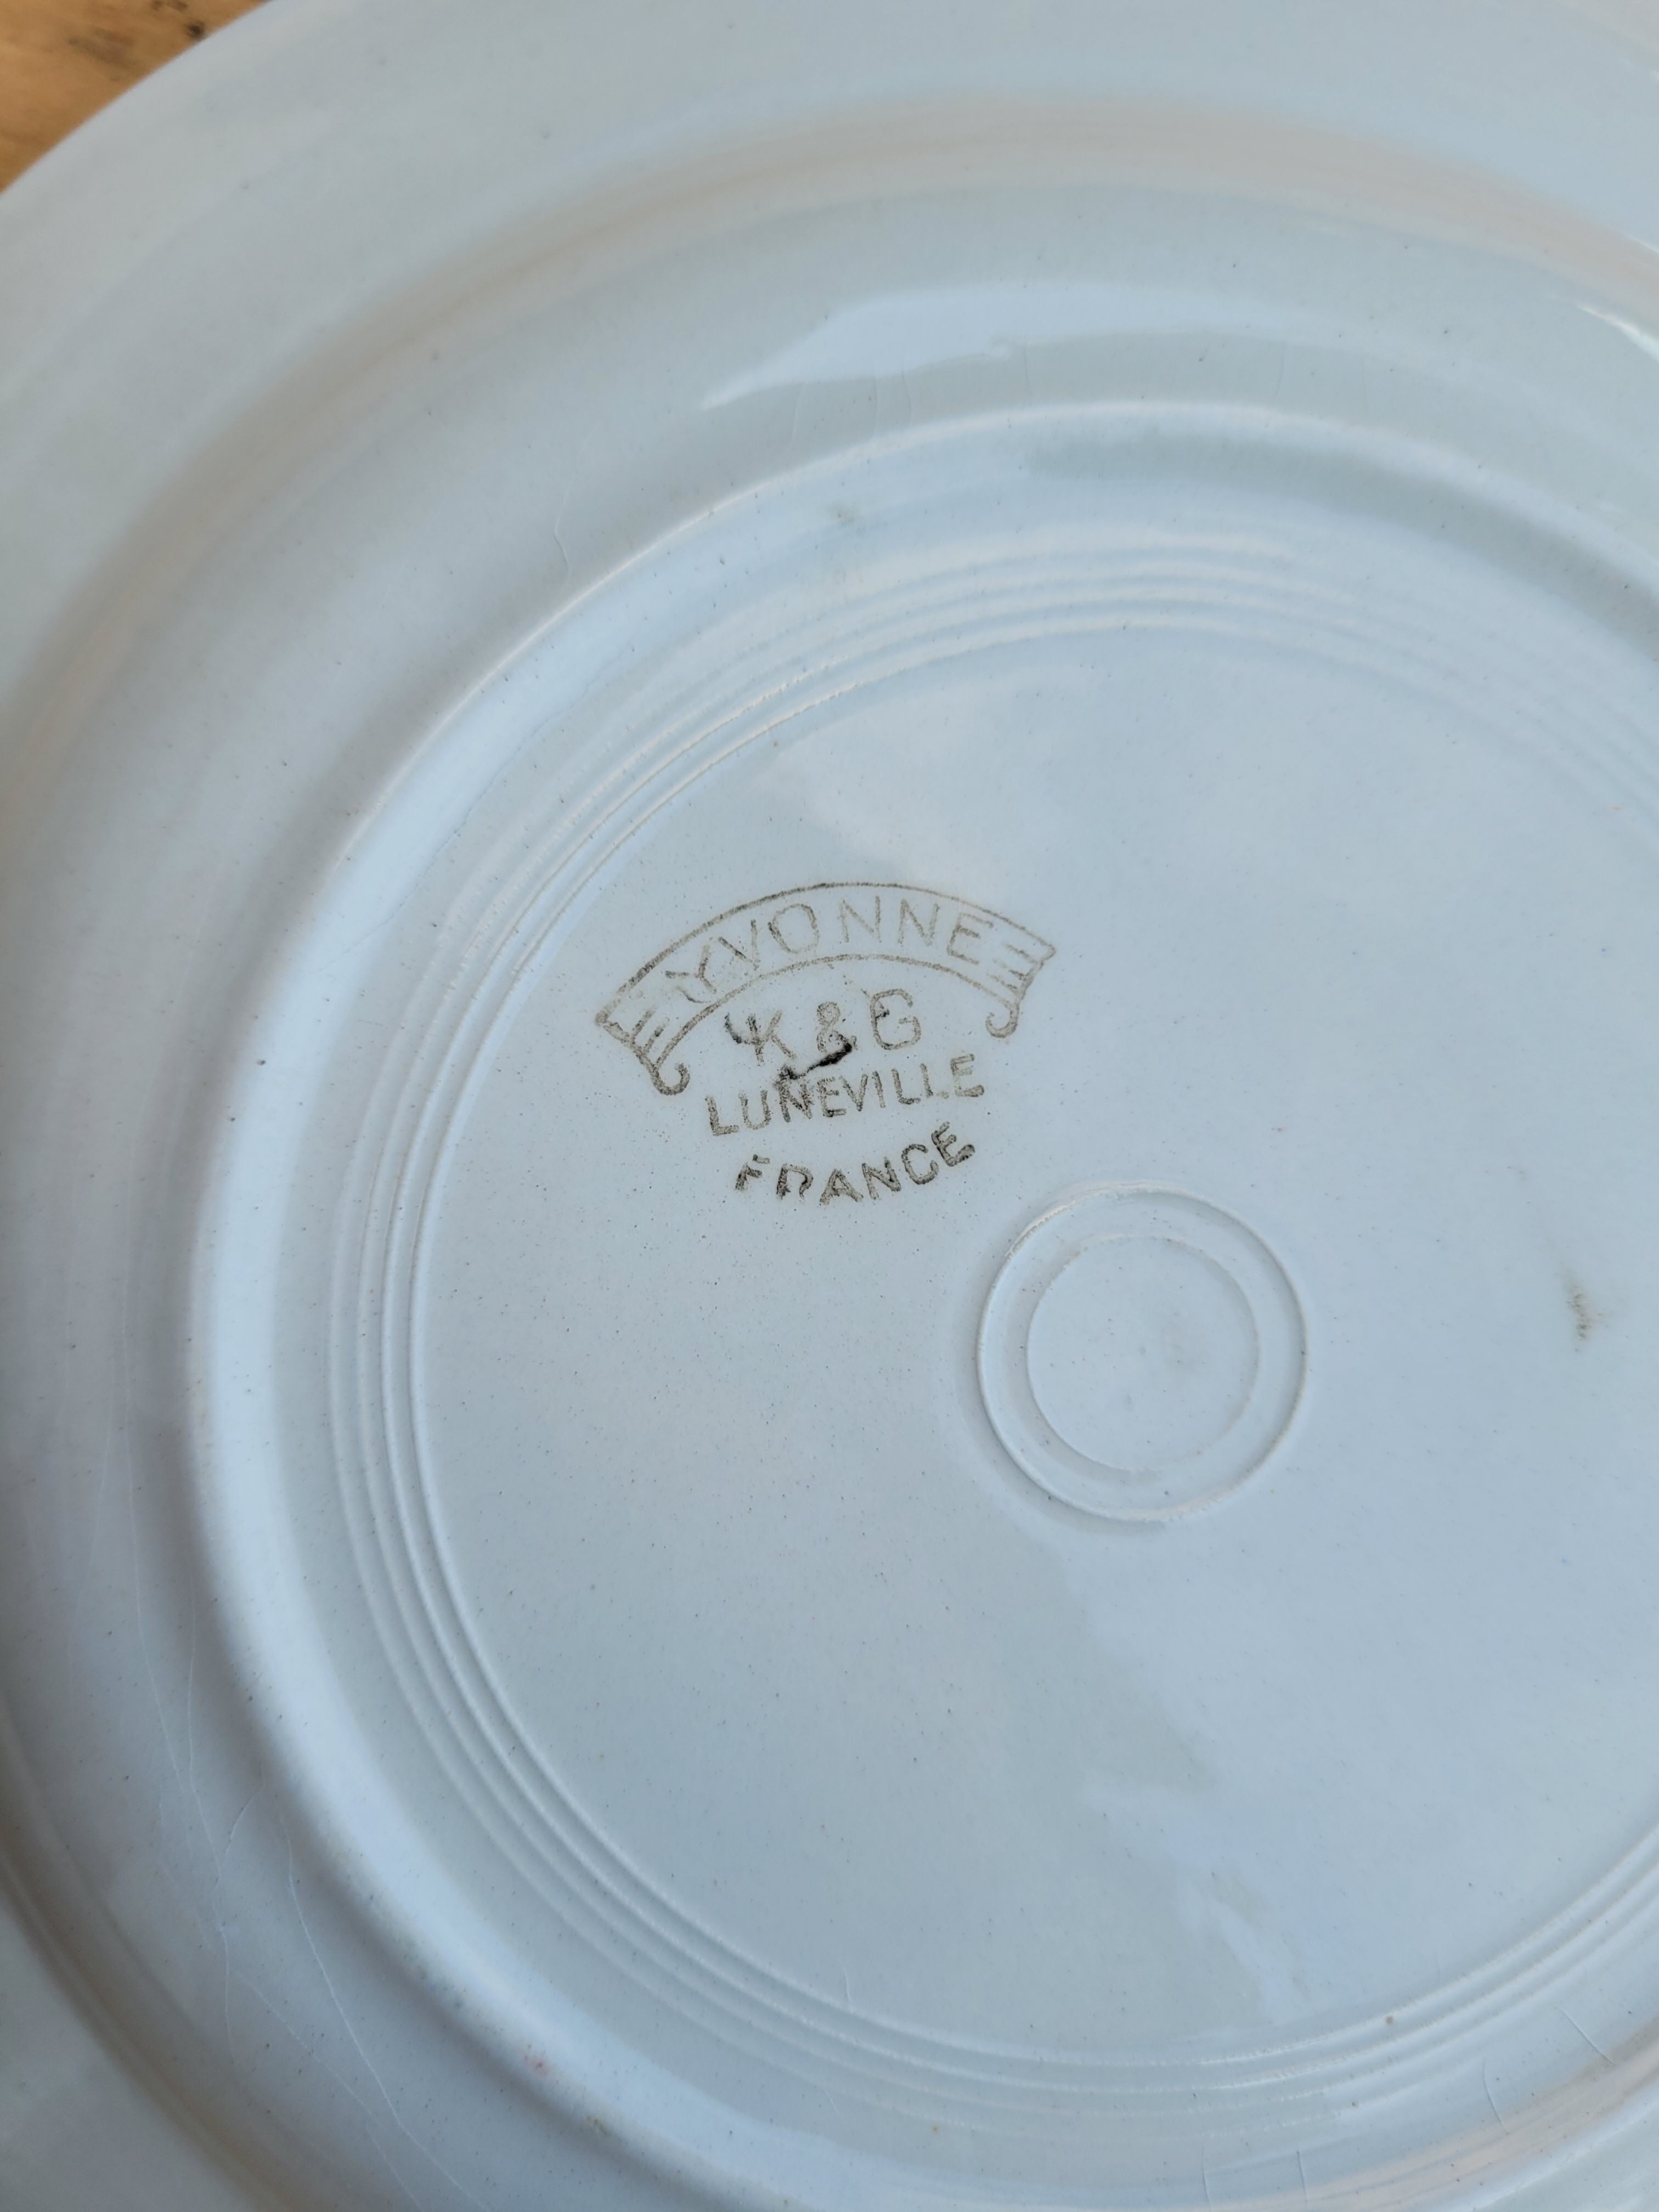 YVONNE
K & G
LUNEVILLE
FRANCE